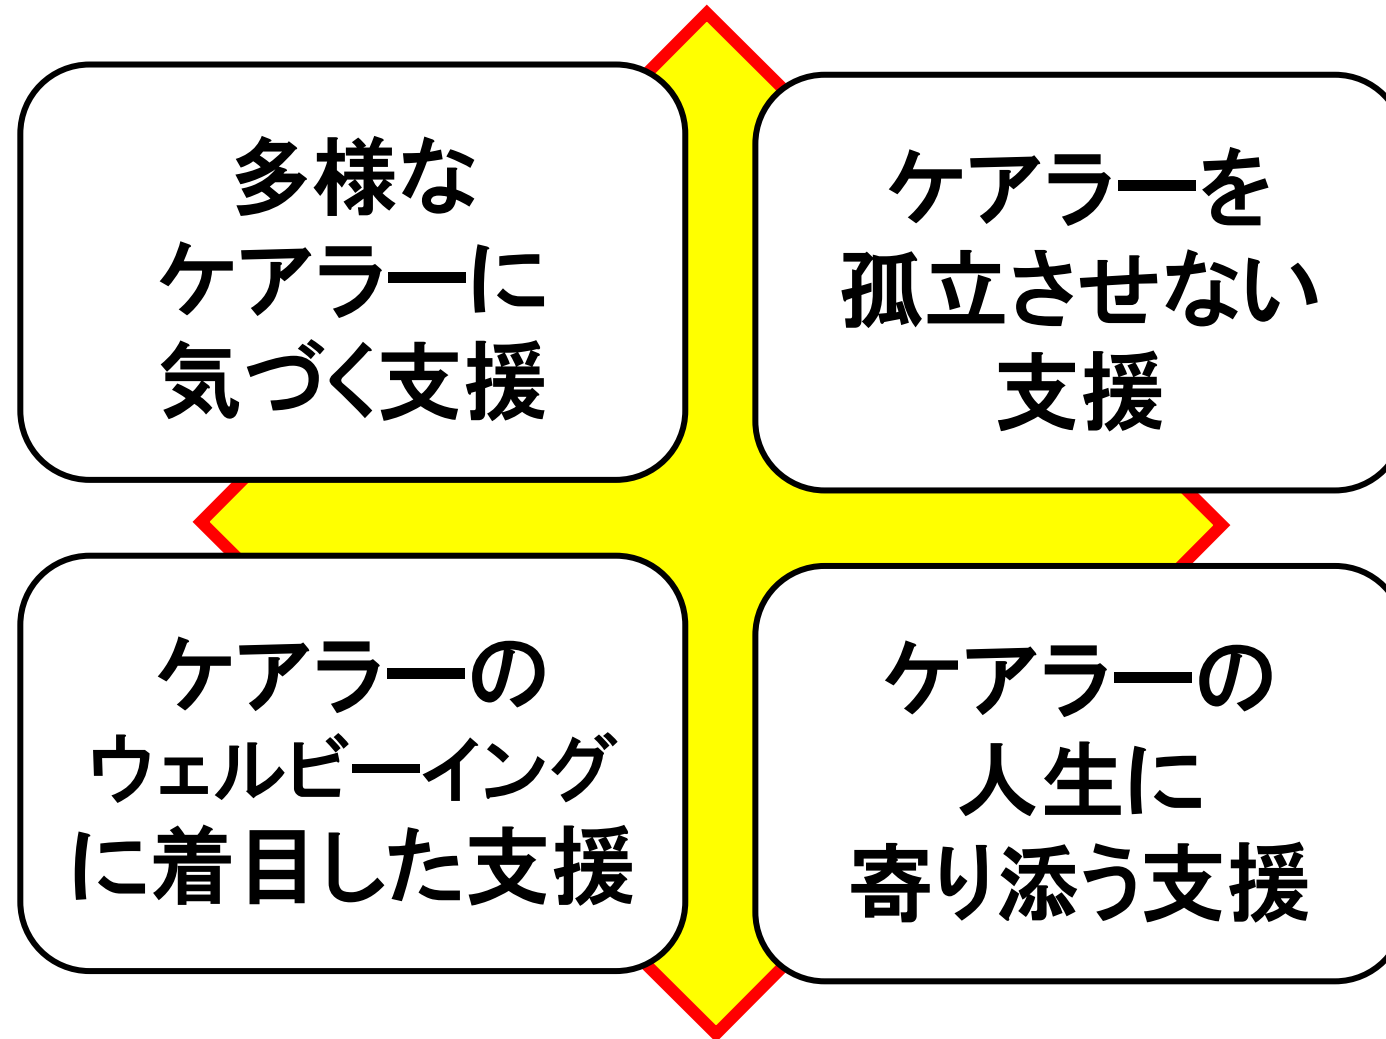 多様な
ケアラーに
気づく支援
ケアラーを
孤立させない
支援
ケアラーの
ウェルビーイング
に着目した支援
ケアラーの
人生に
寄り添う支援